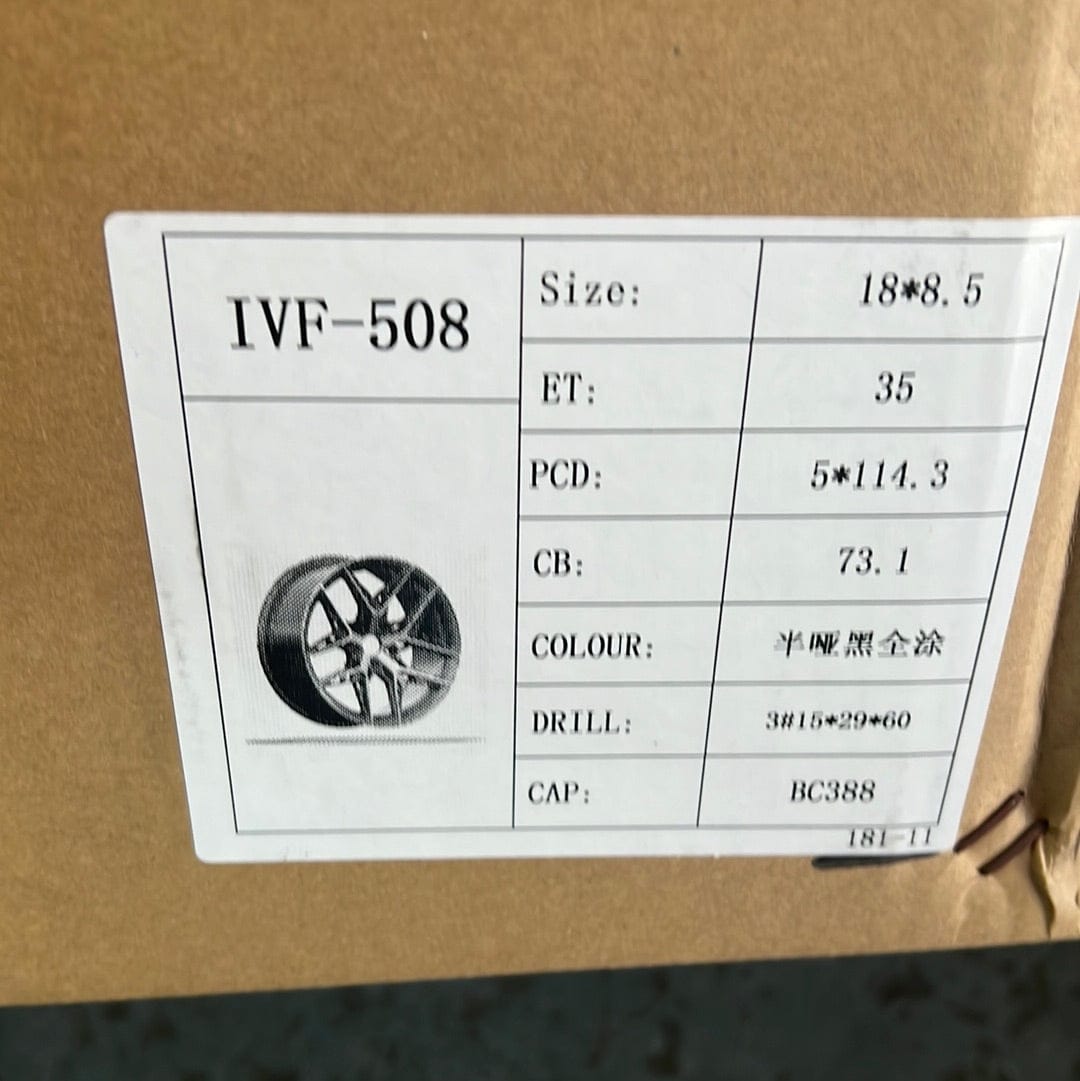 IVF-508
Size: 18*8.5
ET: 35
PCD: 5*114.3
CB: 73.1
COLOUR: 半哑黑全涂
DRILL: 3#15*29*60
CAP: BC388
181-11